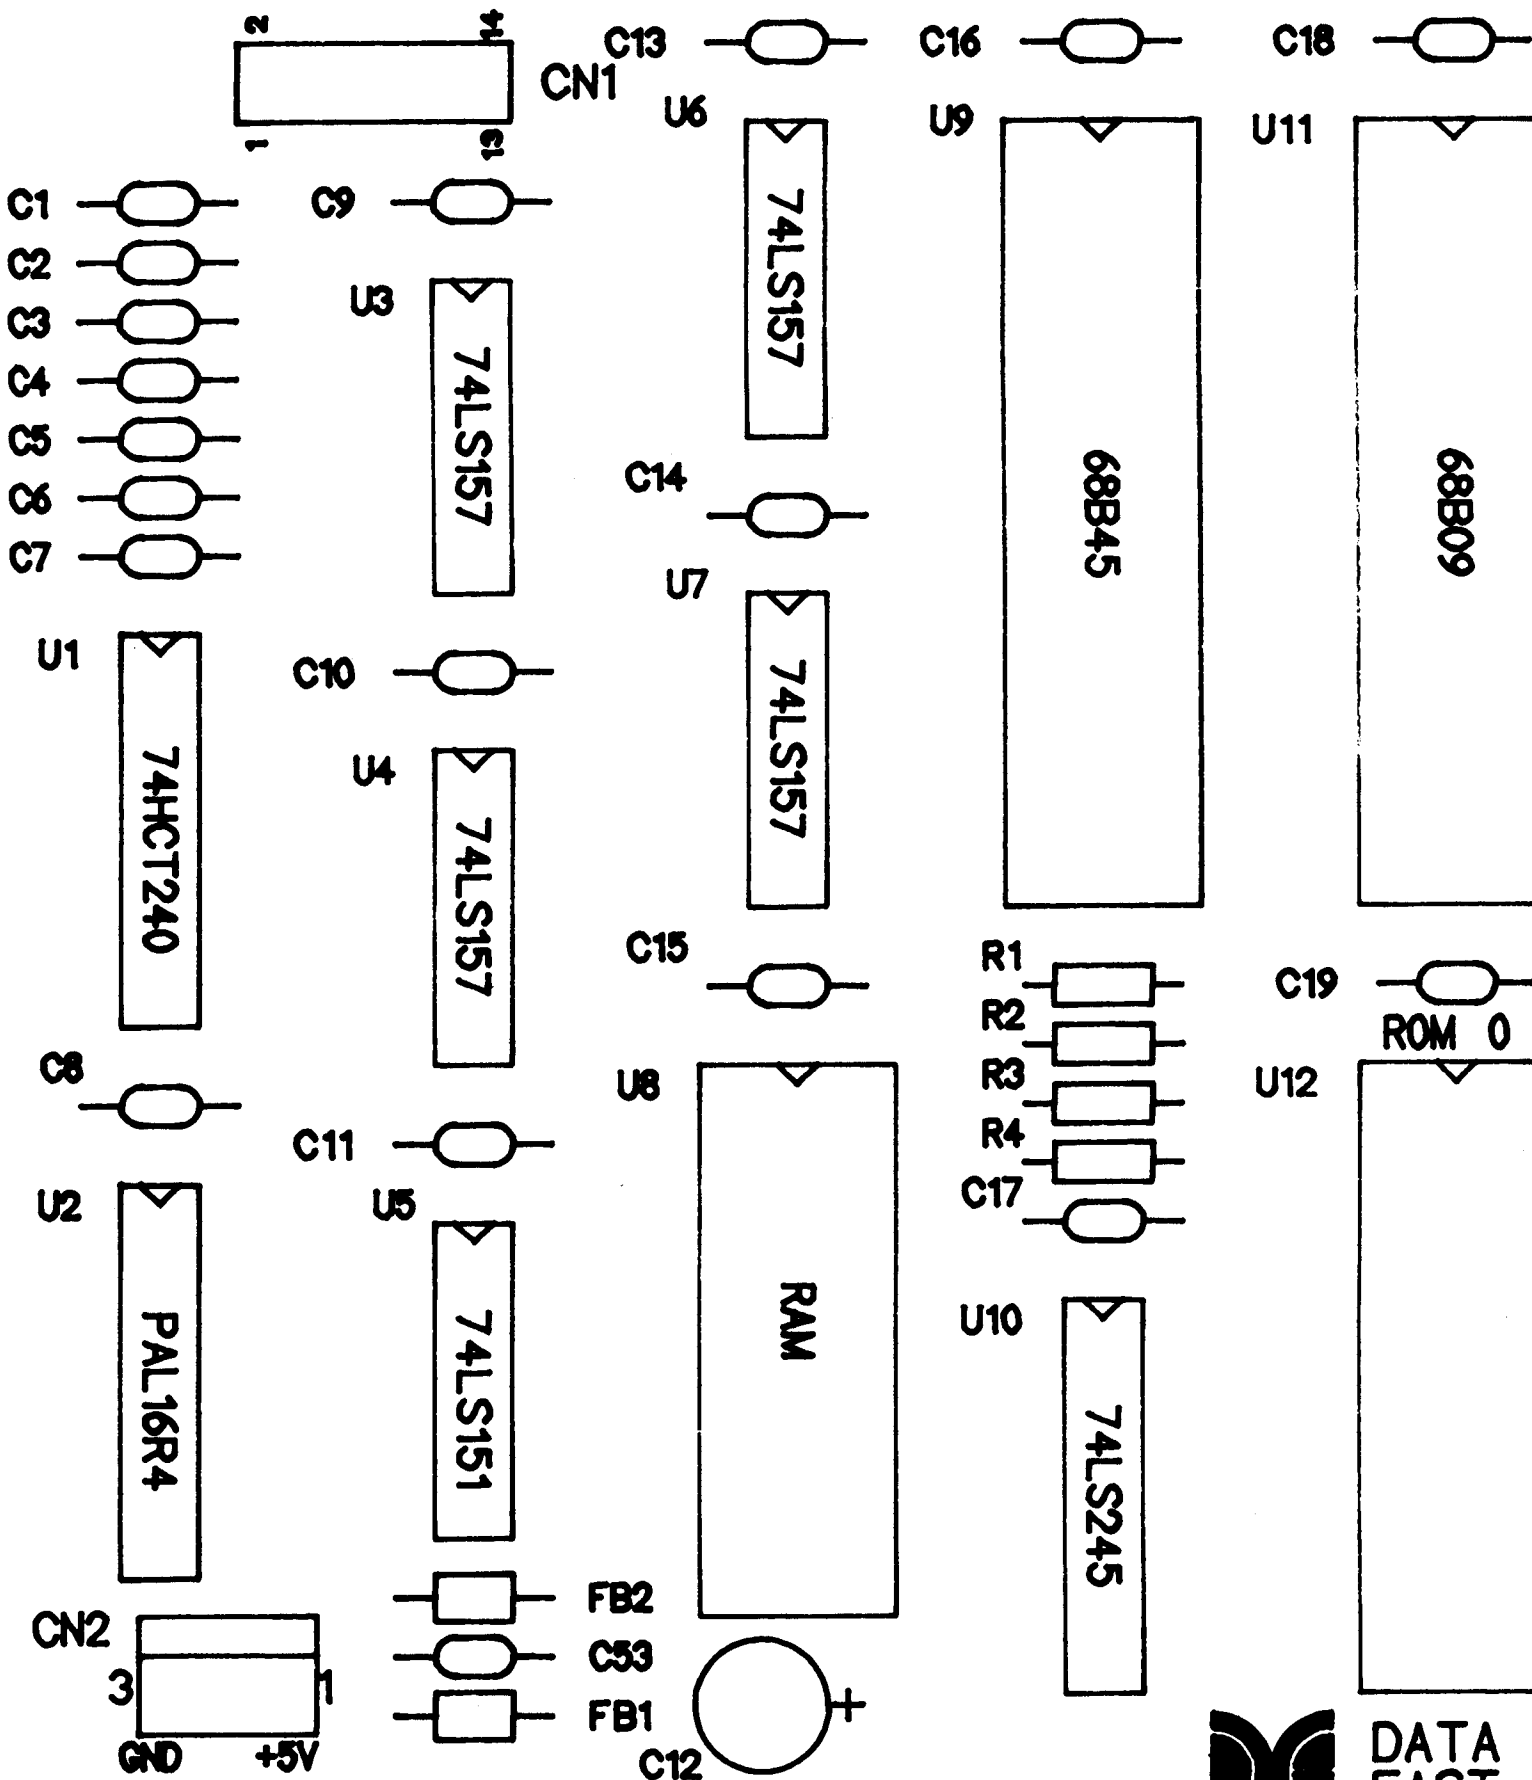 2
14
CN1
1
13
C13
C16
C18
U6
U9
U11
C1
C2
C3
C4
C5
C6
C7
C9
U3
74LS157
74LS157
68B45
68B09
C14
U7
74LS157
U1
74HCT240
C10
U4
74LS157
C15
R1
R2
R3
R4
C17
C19
ROM 0
U12
C8
C11
U8
RAM
U2
PAL16R4
U5
74LS151
U10
74LS245
FB2
C53
FB1
CN2
3
1
GND
+5V
+
C12
DATA
EAST